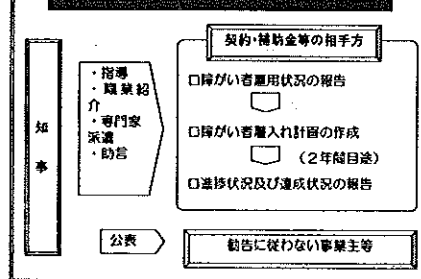 契約・補助金等の相手方
・指導
・職業紹
介
・専門家
派遣
・助言
知
事
□障がい者雇用状況の報告
□障がい者雇入れ計画の作成
(2年間目途)
□進捗状況及び達成状況の報告
公表
勧告に従わない事業主等